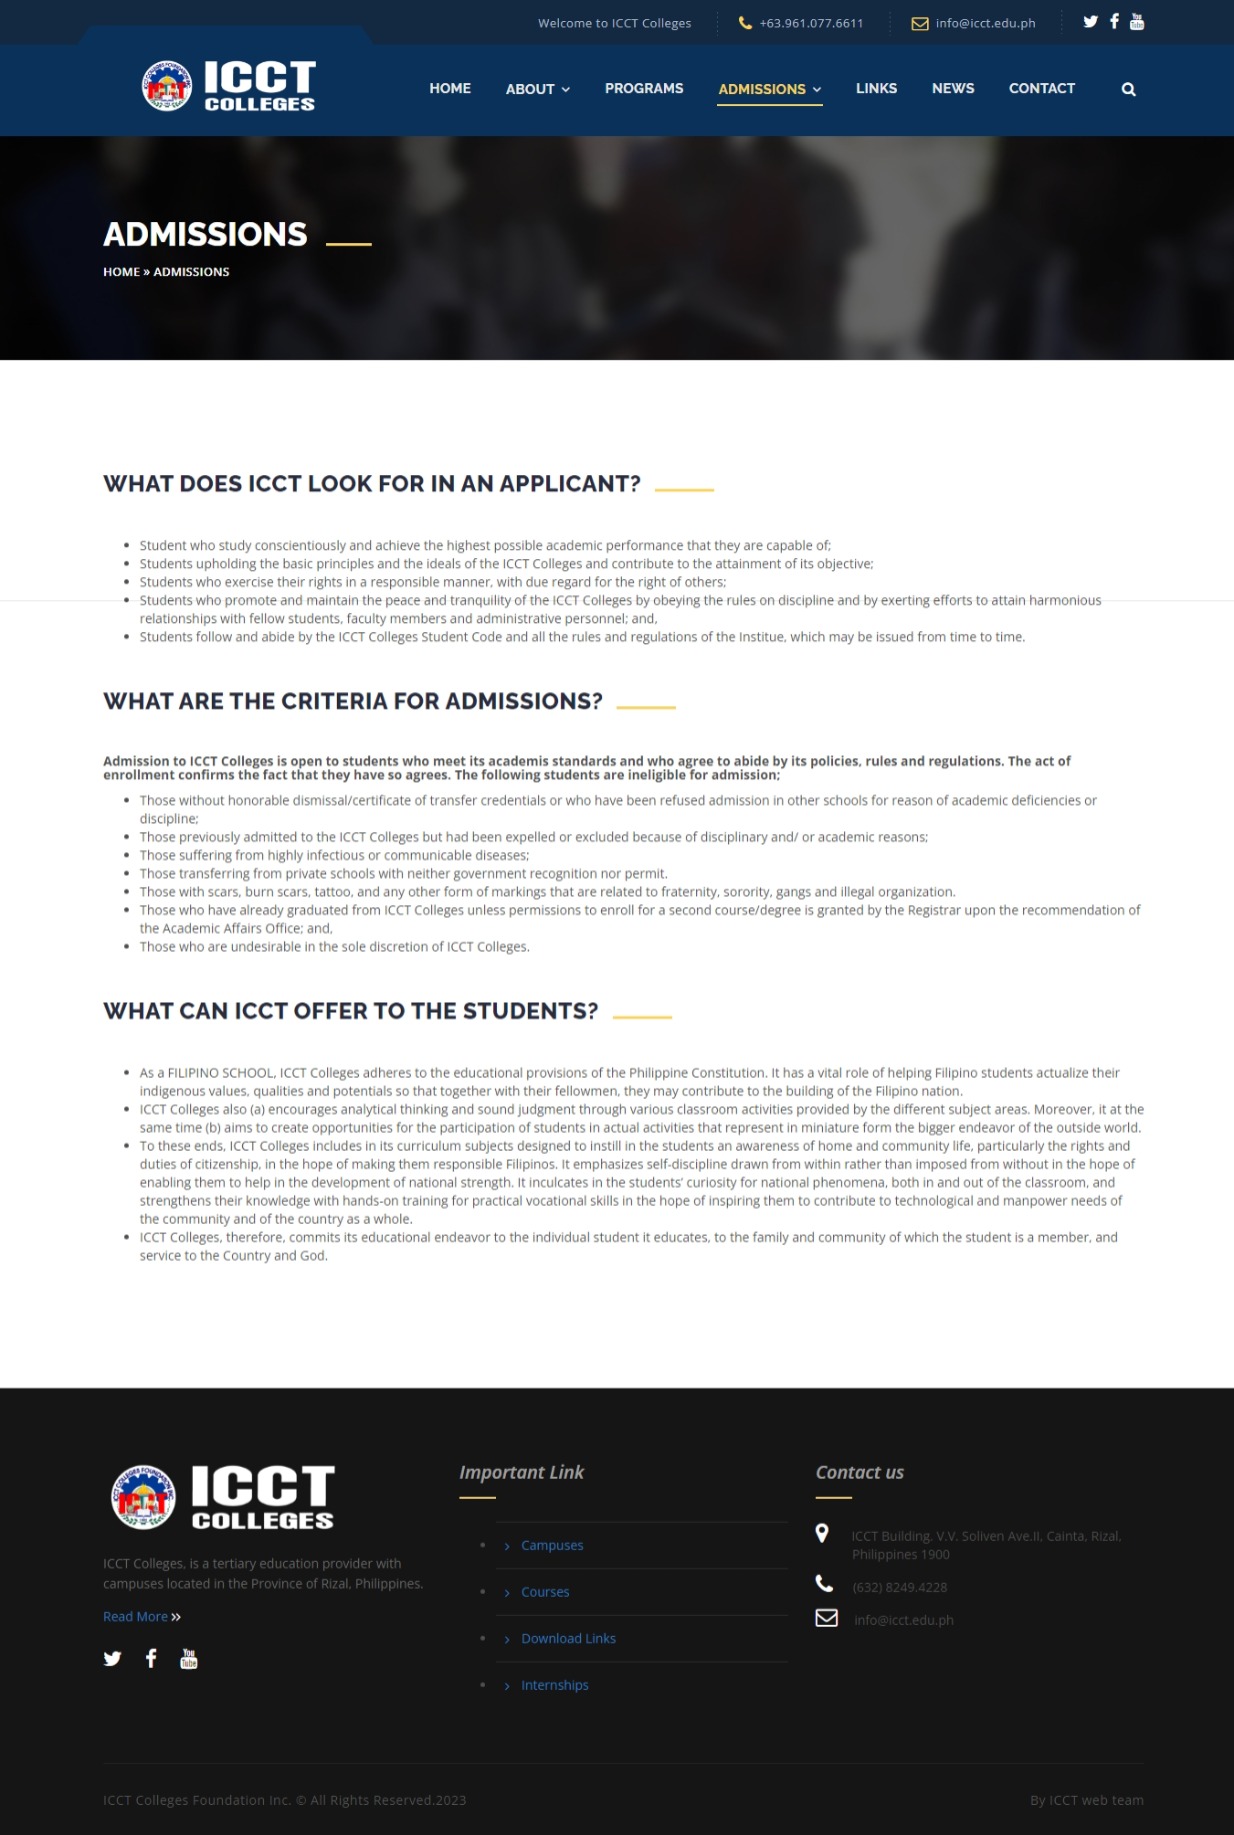 Welcome to ICCT Colleges
+63.961.077.6611
info@icct.edu.ph
ICCT
COLLEGES
HOME
ABOUT
PROGRAMS
ADMISSIONS
LINKS
NEWS
CONTACT
ADMISSIONS
HOME » ADMISSIONS
WHAT DOES ICCT LOOK FOR IN AN APPLICANT?
• Student who study conscientiously and achieve the highest possible academic performance that they are capable of;
• Students upholding the basic principles and the ideals of the ICCT Colleges and contribute to the attainment of its objective;
• Students who exercise their rights in a responsible manner, with due regard for the right of others;
• Students who promote and maintain the peace and tranquility of the ICCT Colleges by obeying the rules on discipline and by exerting efforts to attain harmonious
relationships with fellow students, faculty members and administrative personnel; and,
• Students follow and abide by the ICCT Colleges Student Code and all the rules and regulations of the Institue, which may be issued from time to time.
WHAT ARE THE CRITERIA FOR ADMISSIONS?
Admission to ICCT Colleges is open to students who meet its academis standards and who agree to abide by its policies, rules and regulations. The act of
enrollment confirms the fact that they have so agrees. The following students are ineligible for admission;
• Those without honorable dismissal/certificate of transfer credentials or who have been refused admission in other schools for reason of academic deficiencies or
discipline;
• Those previously admitted to the ICCT Colleges but had been expelled or excluded because of disciplinary and/ or academic reasons;
• Those suffering from highly infectious or communicable diseases;
• Those transferring from private schools with neither government recognition nor permit.
• Those with scars, burn scars, tattoo, and any other form of markings that are related to fraternity, sorority, gangs and illegal organization.
• Those who have already graduated from ICCT Colleges unless permissions to enroll for a second course/degree is granted by the Registrar upon the recommendation of
the Academic Affairs Office; and,
• Those who are undesirable in the sole discretion of ICCT Colleges.
WHAT CAN ICCT OFFER TO THE STUDENTS?
• As a FILIPINO SCHOOL, ICCT Colleges adheres to the educational provisions of the Philippine Constitution. It has a vital role of helping Filipino students actualize their
indigenous values, qualities and potentials so that together with their fellowmen, they may contribute to the building of the Filipino nation.
• ICCT Colleges also (a) encourages analytical thinking and sound judgment through various classroom activities provided by the different subject areas. Moreover, it at the
same time (b) aims to create opportunities for the participation of students in actual activities that represent in miniature form the bigger endeavor of the outside world.
• To these ends, ICCT Colleges includes in its curriculum subjects designed to instill in the students an awareness of home and community life, particularly the rights and
duties of citizenship, in the hope of making them responsible Filipinos. It emphasizes self-discipline drawn from within rather than imposed from without in the hope of
enabling them to help in the development of national strength. It inculcates in the students' curiosity for national phenomena, both in and out of the classroom, and
strengthens their knowledge with hands-on training for practical vocational skills in the hope of inspiring them to contribute to technological and manpower needs of
the community and of the country as a whole.
• ICCT Colleges, therefore, commits its educational endeavor to the individual student it educates, to the family and community of which the student is a member, and
service to the Country and God.
ICCT
COLLEGES
ICCT Colleges, is a tertiary education provider with
campuses located in the Province of Rizal, Philippines.
Read More »
Important Link
• › Campuses
• › Courses
• › Download Links
• › Internships
Contact us
ICCT Building, V.V. Soliven Ave.II, Cainta, Rizal,
Philippines 1900
(632) 8249.4228
info@icct.edu.ph
ICCT Colleges Foundation Inc. © All Rights Reserved.2023
By ICCT web team